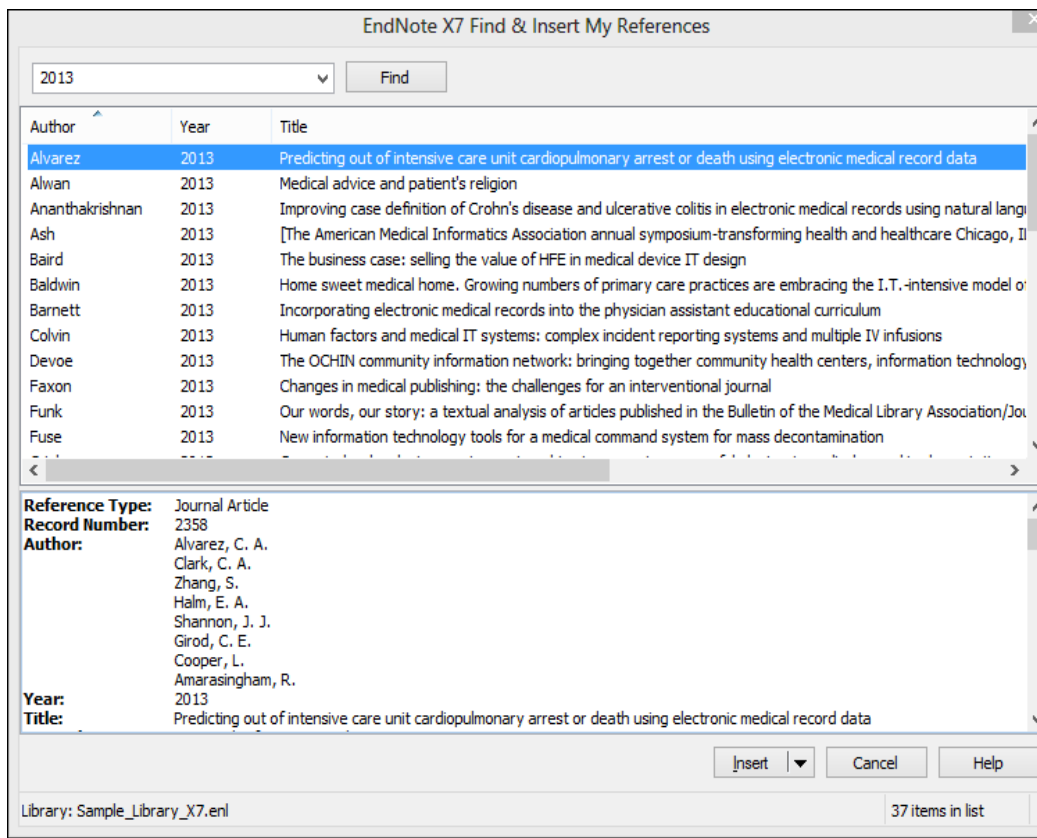 EndNote X7 Find & Insert My References
2013 Find
Author Year Title
Alvarez 2013 Predicting out of intensive care unit cardiopulmonary arrest or death using electronic medical record data
Alwan 2013 Medical advice and patient's religion
Ananthakrishnan 2013 Improving case definition of Crohn's disease and ulcerative colitis in electronic medical records using natural
Ash 2013 [The American Medical Informatics Association annual symposium-transforming health and healthcare Chicago,
Baird 2013 The business case: selling the value of HFE in medical device IT design
Baldwin 2013 Home sweet medical home. Growing numbers of primary care practices are embracing the I.T.-intensive model
Barnett 2013 Incorporating electronic medical records into the physician assistant educational curriculum
Colvin 2013 Human factors and medical IT systems: complex incident reporting systems and multiple IV infusions
Devoe 2013 The OCHIN community information network: bringing together community health centers, information technology
Faxon 2013 Changes in medical publishing: the challenges for an interventional journal
Funk 2013 Our words, our story: a textual analysis of articles published in the Bulletin of the Medical Library Association/Jou
Fuse 2013 New information technology tools for a medical command system for mass decontamination
Reference Type: Journal Article
Record Number: 2358
Author: Alvarez, C. A.
Clark, C. A.
Zhang, S.
Halm, E. A.
Shannon, J. J.
Girod, C. E.
Cooper, L.
Amarasingham, R.
Year: 2013
Title: Predicting out of intensive care unit cardiopulmonary arrest or death using electronic medical record data
Insert Cancel Help
Library: Sample_Library_X7.enl 37 items in list